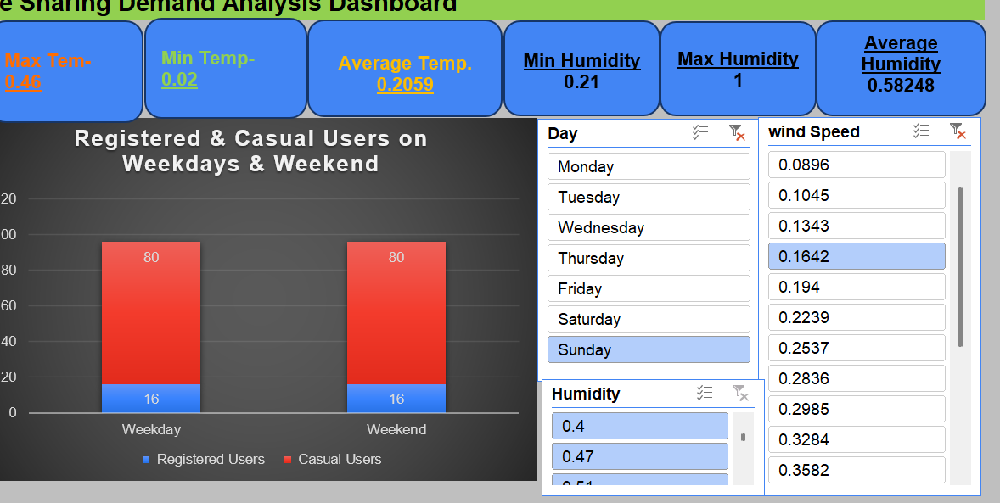 e Sharing Demand Analysis Dashboard
Max Tem-
0.46
Min Temp-
0.02
Average Temp.
0.2059
Min Humidity
0.21
Max Humidity
1
Average
Humidity
0.58248
Registered & Casual Users on
Weekdays & Weekend
20
00
80
60
40
20
0
80
80
16
16
Weekday
Weekend
Registered Users
Casual Users
Day
Monday
Tuesday
Wednesday
Thursday
Friday
Saturday
Sunday
Humidity
0.4
0.47
0.51
wind Speed
0.0896
0.1045
0.1343
0.1642
0.194
0.2239
0.2537
0.2836
0.2985
0.3284
0.3582